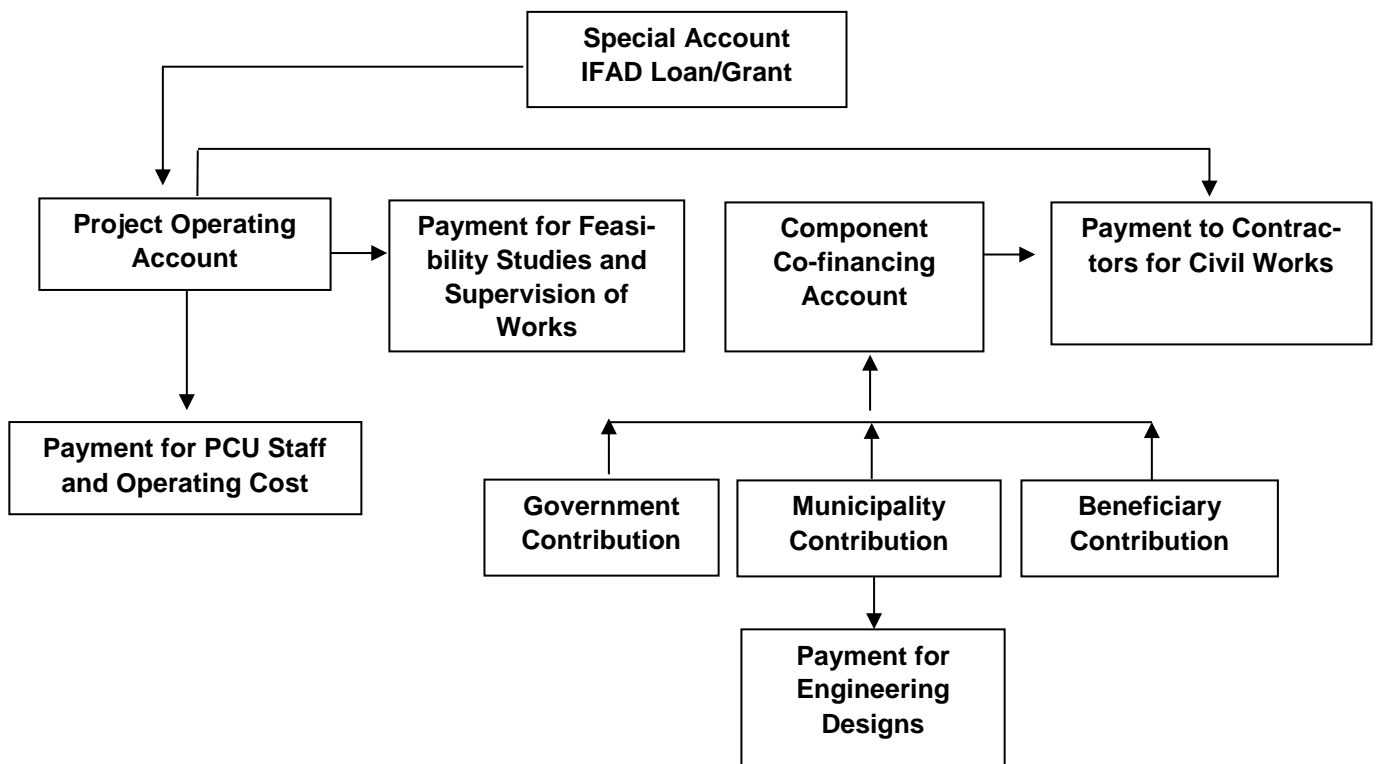 Special Account
IFAD Loan/Grant
Project Operating
Account
Payment for Feasi-
bility Studies and
Supervision of
Works
Component
Co-financing
Account
Payment to Contrac-
tors for Civil Works
Payment for PCU Staff
and Operating Cost
Government
Contribution
Municipality
Contribution
Beneficiary
Contribution
Payment for
Engineering
Designs